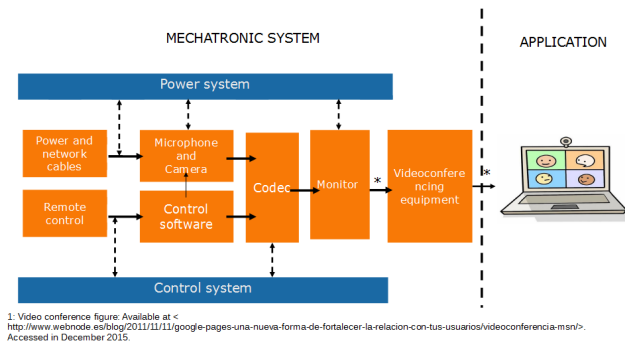 MECHATRONIC SYSTEM
APPLICATION
Power system
Power and
network
cables
Microphone
and
Camera
Codec
Monitor
*
Videoconfere
ncing
equipment
*
Remote
control
Control
software
Control system
1: Video conference figure: Available at <
http://www.webnode.es/blog/2011/11/11/google-pages-una-nueva-forma-de-fortalecer-la-relacion-con-tus-usuarios/videoconferencia-msn/>.
Accessed in December 2015.